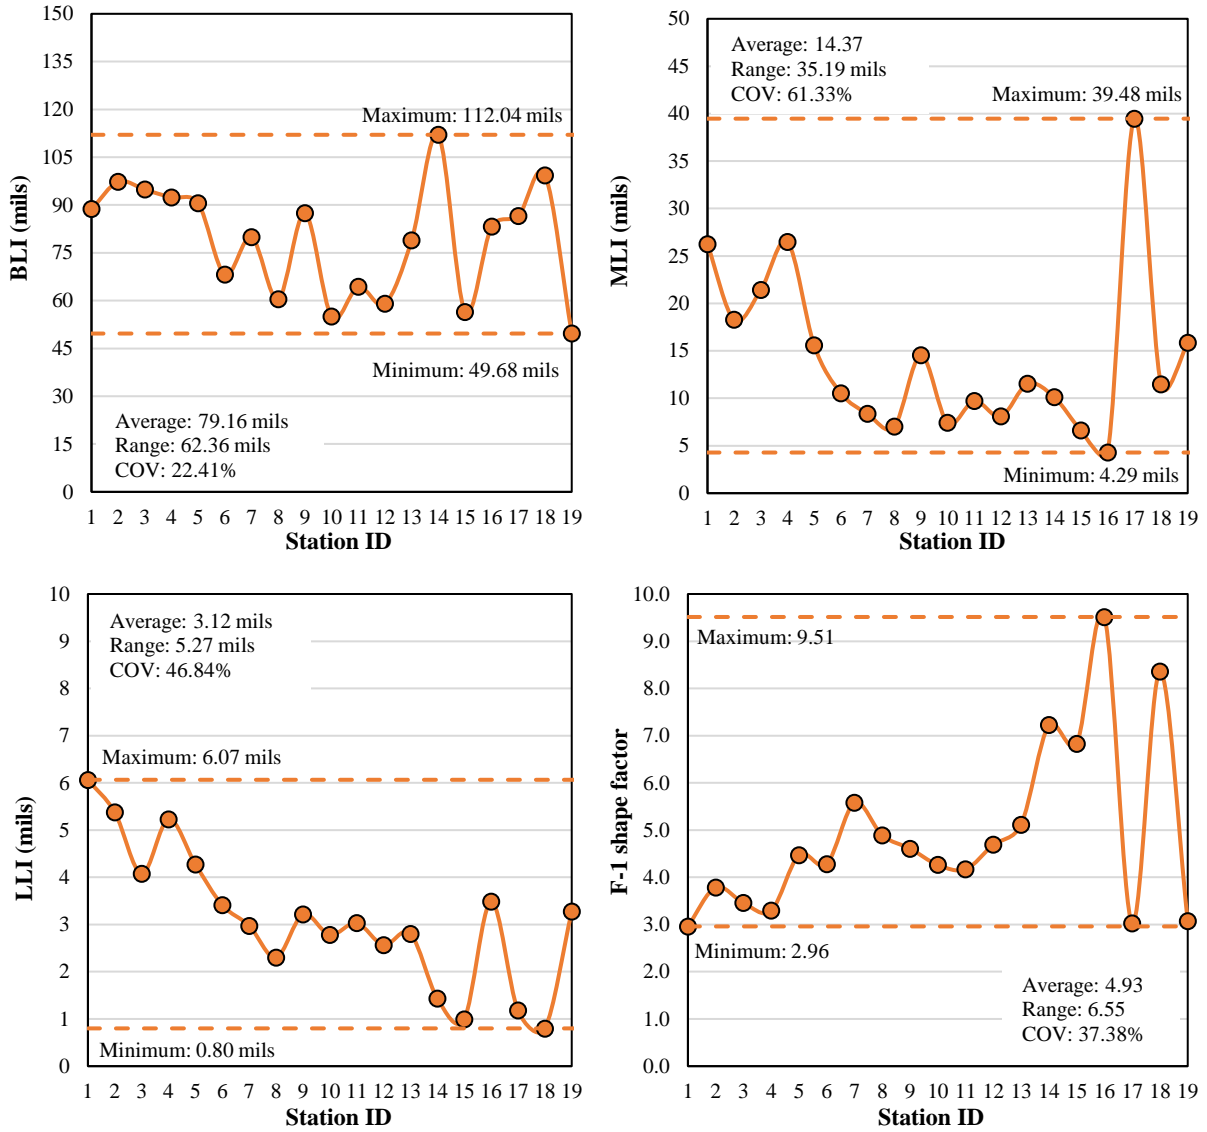 150
135
120
105
90
75
60
45
30
15
0
BLI (mils)
Maximum: 112.04 mils
Minimum: 49.68 mils
Average: 79.16 mils
Range: 62.36 mils
COV: 22.41%
1 2 3 4 5 6 7 8 9 10 11 12 13 14 15 16 17 18 19
Station ID
50
45
40
35
30
25
20
15
10
5
0
MLI (mils)
Average: 14.37
Range: 35.19 mils
COV: 61.33%
Maximum: 39.48 mils
Minimum: 4.29 mils
1 2 3 4 5 6 7 8 9 10 11 12 13 14 15 16 17 18 19
Station ID
10
9
8
7
6
5
4
3
2
1
0
LLI (mils)
Average: 3.12 mils
Range: 5.27 mils
COV: 46.84%
Maximum: 6.07 mils
Minimum: 0.80 mils
1 2 3 4 5 6 7 8 9 10 11 12 13 14 15 16 17 18 19
Station ID
10.0
9.0
8.0
7.0
6.0
5.0
4.0
3.0
2.0
1.0
0.0
F-1 shape factor
Maximum: 9.51
Minimum: 2.96
Average: 4.93
Range: 6.55
COV: 37.38%
1 2 3 4 5 6 7 8 9 10 11 12 13 14 15 16 17 18 19
Station ID